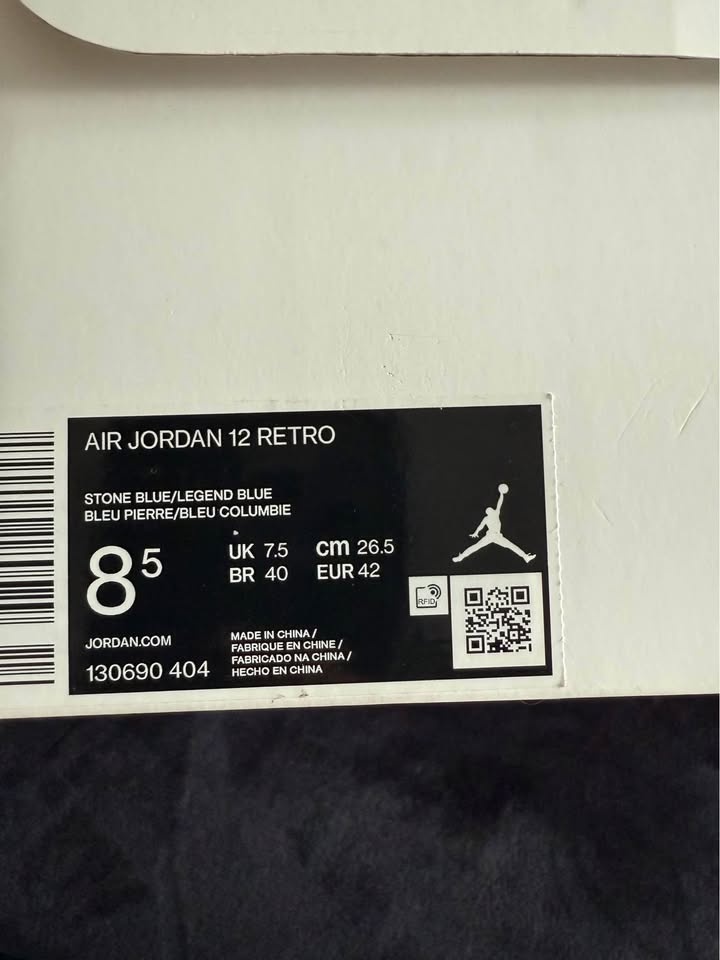 AIR JORDAN 12 RETRO
STONE BLUE/LEGEND BLUE
BLEU PIERRE/BLEU COLUMBIE
8 5
UK 7.5 cm 26.5
BR 40 EUR 42
RFID
JORDAN.COM
130690 404
MADE IN CHINA /
FABRIQUE EN CHINE /
FABRICADO NA CHINA /
HECHO EN CHINA